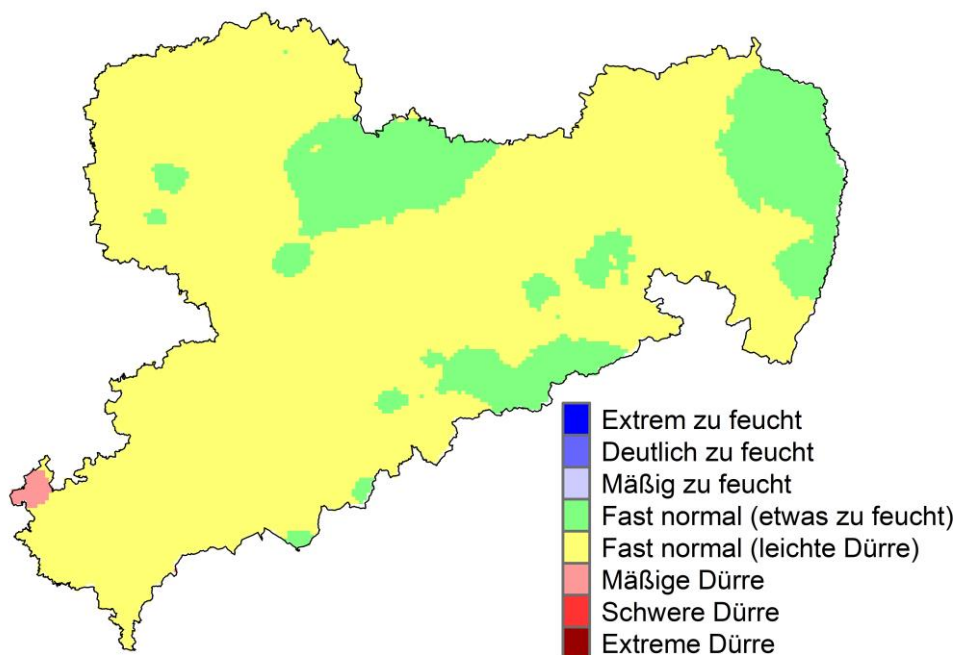 Extrem zu feucht
Deutlich zu feucht
Mäßig zu feucht
Fast normal (etwas zu feucht)
Fast normal (leichte Dürre)
Mäßige Dürre
Schwere Dürre
Extreme Dürre